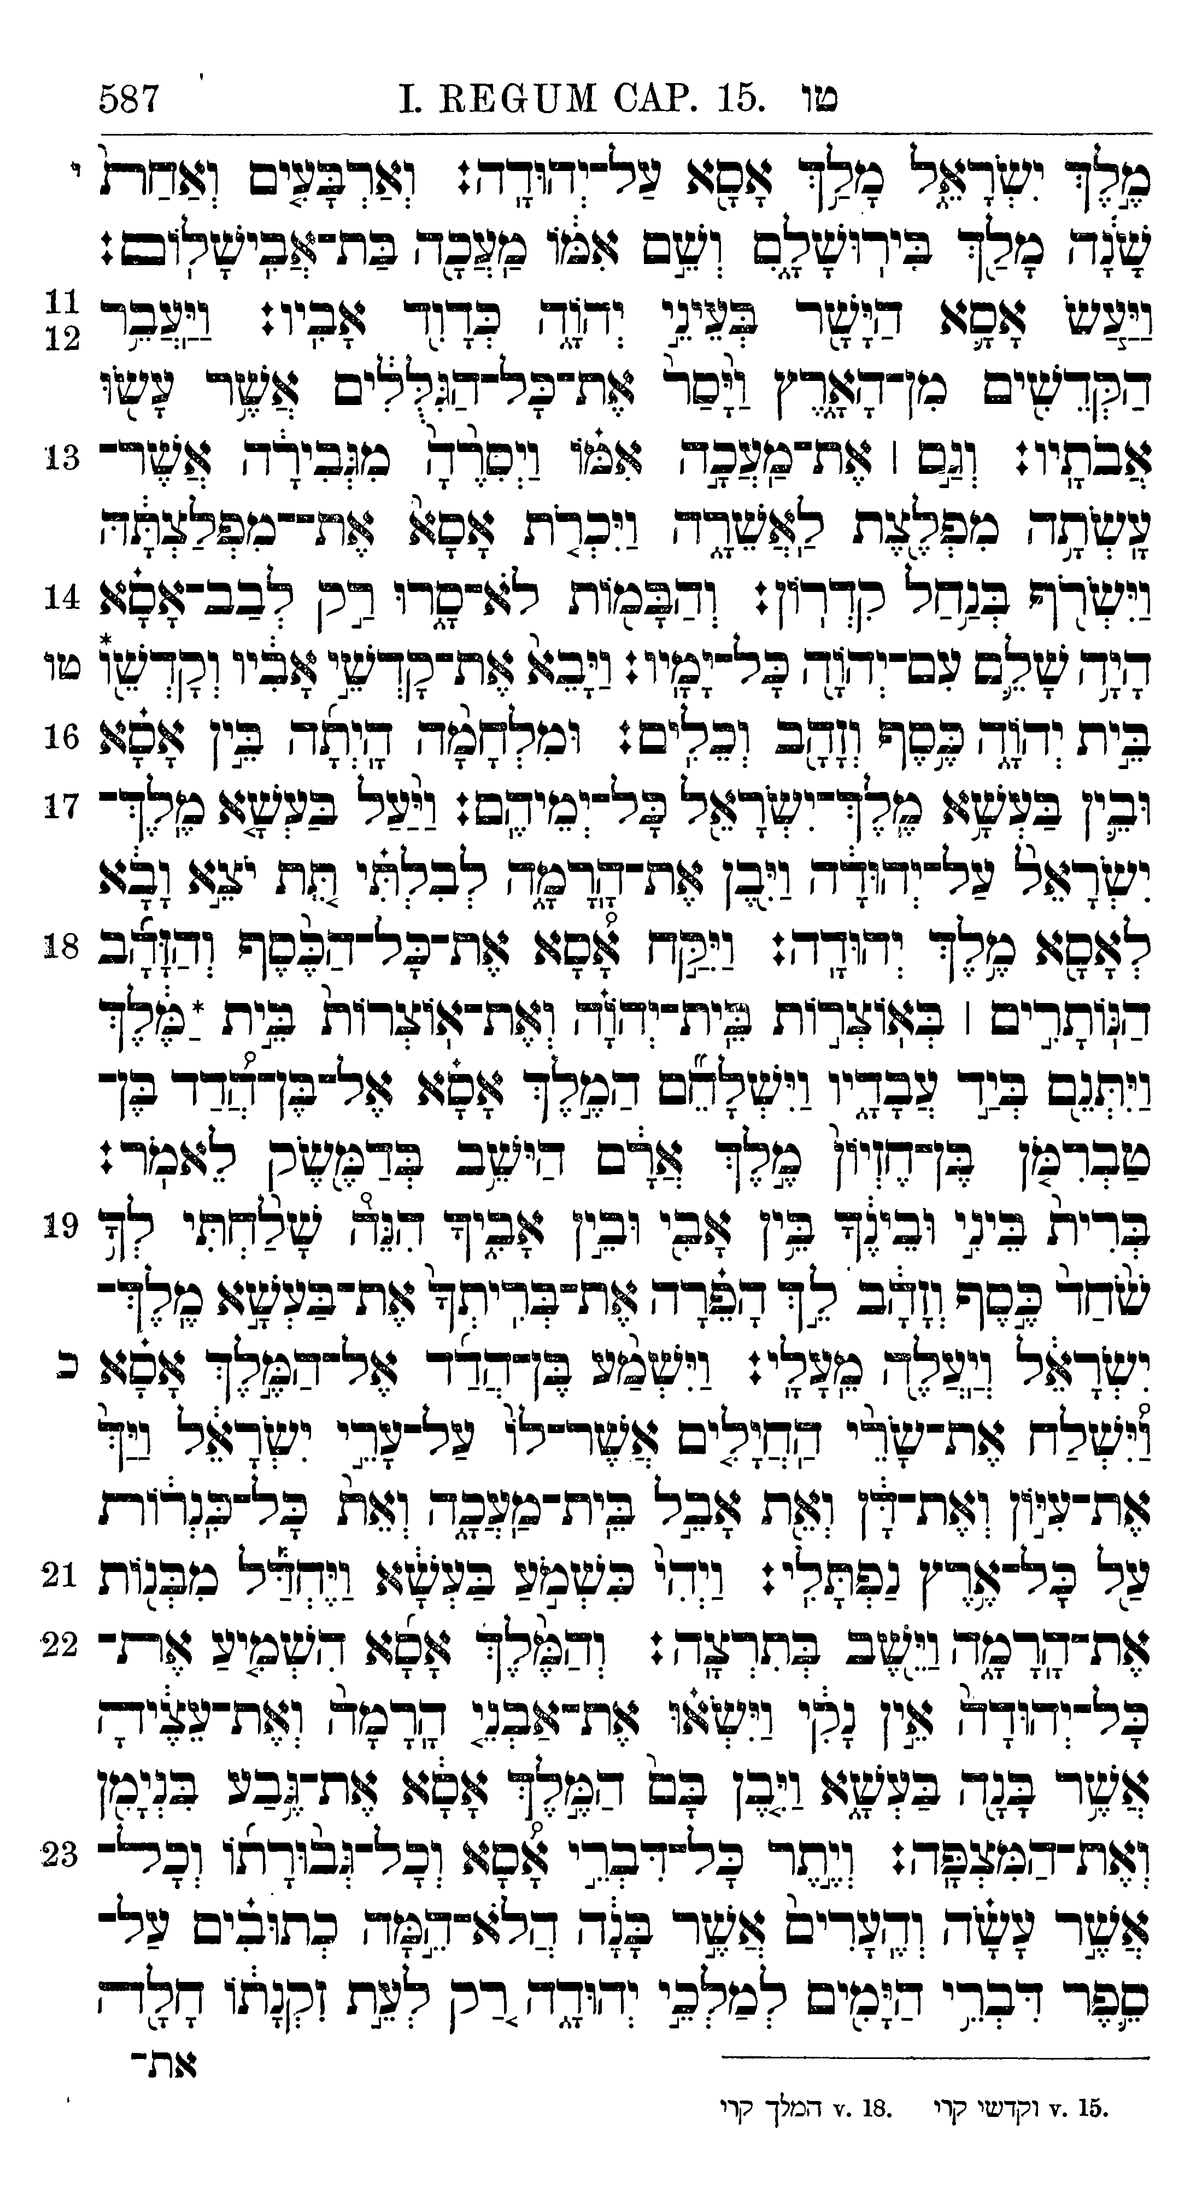 587 I. REGUM CAP. 15. טו
מֶ֣לֶךְ יִשְׂרָאֵ֑ל מָלַ֥ךְ אָסָ֖א עַל־יְהוּדָֽה׃ וְאַרְבָּעִ֤ים וְאַחַת֙ י
שָׁנָ֔ה מָלַ֖ךְ בִּירֽוּשָׁלָ֑͏ִם וְשֵׁ֣ם אִמּ֔וֹ מַעֲכָ֖ה בַּת־אֲבִֽישָׁלֽוֹם׃
11 וַיַּ֧עַשׂ אָסָ֛א הַיָּשָׁ֖ר בְּעֵינֵ֣י יְהוָֹ֑ה כְּדָוִ֖ד אָבִֽיו׃ וַיַּֽעֲבֵ֥ר 12
הַקְּדֵשִׁ֖ים מִן־הָאָ֑רֶץ וַיָּ֙סַר֙ אֶת־כָּל־הַגִּלֻּלִ֔ים אֲשֶׁ֥ר עָשׂ֖וּ
אֲבֹתָֽיו׃ וְגַ֣ם ׀ אֶת־מַֽעֲכָ֣ה אִמּ֗וֹ וַיְסִרֶ֙הָ֙ מִגְּבִירָ֔ה אֲשֶׁר־ 13
עָֽשְׂתָ֥ה מִפְלֶ֖צֶת לַֽאֲשֵׁרָ֑ה וַיִּכְרֹ֤ת אָסָא֙ אֶת־מִפְלַצְתָּ֔הּ
וַיִּשְׂרֹ֖ף בְּנַ֥חַל קִדְרֽוֹן׃ וְהַבָּמ֖וֹת לֹא־סָ֑רוּ רַ֣ק לְבַב־אָסָ֗א 14
הָיָ֥ה שָׁלֵ֛ם עִם־יְהוָֹ֖ה כָּל־יָמָֽיו׃ וַיָּבֵא֙ אֶת־קָדְשֵׁ֣י אָבִ֔יו וְקָדְשֵׁ֖וֹ* טו
בֵּ֣ית יְהוָֹ֑ה כֶּ֥סֶף וְזָהָ֖ב וְכֵלִֽים׃ וּמִלְחָמָ֨ה הָֽיְתָ֜ה בֵּ֣ין אָסָ֗א 16
וּבֵ֛ין בַּעְשָׁ֥א מֶֽלֶךְ־יִשְׂרָאֵ֖ל כָּל־יְמֵיהֶֽם׃ וַיַּ֨עַל בַּעְשָׁ֤א מֶֽלֶךְ־ 17
יִשְׂרָאֵל֙ עַל־יְהוּדָ֔ה וַיִּ֖בֶן אֶת־הָֽרָמָ֑ה לְבִלְתִּ֗י תֵּ֚ת יֹצֵ֣א וָבָ֔א
לְאָסָ֖א מֶ֥לֶךְ יְהוּדָֽה׃ וַיִּקַּ֣ח אָ֠סָא אֶת־כָּל־הַכֶּ֨סֶף וְהַזָּהָ֜ב 18
הַנּֽוֹתָרִ֣ים ׀ בְּאֽוֹצְר֣וֹת בֵּֽית־יְהוָֹ֗ה וְאֶת־אֽוֹצְרוֹת֙ בֵּ֣ית *ַמֶּ֔לֶךְ
וַיִּתְּנֵ֖ם בְּיַ֣ד עֲבָדָ֑יו וַיִּשְׁלָחֵ֞ם הַמֶּ֣לֶךְ אָסָ֗א אֶל־בֶּן־הֲ֠דַד בֶּן־
טַבְרִמֹּ֤ן בֶּן־חֶזְיוֹן֙ מֶ֣לֶךְ אֲרָ֔ם הַיֹּשֵׁ֥ב בְּדַמֶּ֖שֶׂק לֵאמֹֽר׃
בְּרִית֙ בֵּינִ֣י וּבֵינֶ֔ךָ בֵּ֥ין אָבִ֖י וּבֵ֣ין אָבִ֑יךָ הִנֵּה֩ שָׁלַ֨חְתִּי לְךָ֥ 19
שֹׁ֨חַד֙ כֶּ֣סֶף וְזָהָ֔ב לֵ֣ךְ הָפֵ֗רָה אֶת־בְּרִֽיתְךָ֙ אֶת־בַּעְשָׁ֣א מֶֽלֶךְ־
יִשְׂרָאֵ֔ל וְיַֽעֲלֶ֖ה מֵֽעָלָֽי׃ וַיִּשְׁמַ֨ע בֶּן־הֲדַ֜ד אֶל־הַמֶּ֣לֶךְ אָסָ֗א כ
וַ֠יִּשְׁלַח אֶת־שָׂרֵ֨י הַֽחֲיָלִ֤ים אֲשֶׁר־לוֹ֙ עַל־עָרֵ֣י יִשְׂרָאֵ֔ל וַיַּךְ֙
אֶת־עִיּ֣וֹן וְאֶת־דָּ֔ן וְאֵ֖ת אָבֵ֣ל בֵּֽית־מַֽעֲכָ֑ה וְאֵת֙ כָּל־כִּנְר֔וֹת
עַ֖ל כָּל־אֶ֥רֶץ נַפְתָּלִֽי׃ וַֽיְהִי֙ כִּשְׁמֹ֣עַ בַּעְשָׁ֔א וַיֶּחְדַּ֕ל מִבְּנ֖וֹת 21
אֶת־הָֽרָמָ֑ה וַיֵּ֖שֶׁב בְּתִרְצָֽה׃ וְהַמֶּ֨לֶךְ אָסָ֜א הִשְׁמִ֤יעַ אֶת־ 22
כָּל־יְהוּדָה֙ אֵ֣ין נָקִ֔י וַיִּשְׂא֞וּ אֶת־אַבְנֵ֤י הָֽרָמָה֙ וְאֶת־עֵצֶ֔יהָ
אֲשֶׁ֥ר בָּנָ֖ה בַּעְשָׁ֑א וַיִּ֤בֶן בָּם֙ הַמֶּ֣לֶךְ אָסָ֔א אֶת־גֶּ֥בַע בִּנְיָמִ֖ן
וְאֶת־הַמִּצְפָּֽה׃ וְיֶ֣תֶר כָּל־דִּבְרֵ֣י אָ֠סָא וְכָל־גְּב֨וּרָת֜וֹ וְכָל־ 23
אֲשֶׁ֣ר עָשָׂ֗ה וְהֶֽעָרִים֙ אֲשֶׁ֣ר בָּנָ֔ה הֲלֹא־הֵ֣מָּה כְתוּבִ֗ים עַל־
סֵ֛פֶר דִּבְרֵ֥י הַיָּמִ֖ים לְמַלְכֵ֣י יְהוּדָ֑ה רַ֚ק לְעֵ֣ת זִקְנָת֔וֹ חָלָ֖ה
את־
v. 15. וקדשי קרי v. 18. המלך קרי